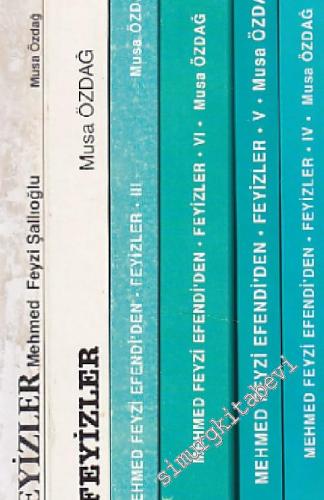 FEYİZLER Mehmed Feyzi Şallıoğlu Musa Özdağ
FEYİZLER Musa ÖZDAĞ
MEHMED FEYZİ EFENDİ'DEN • FEYİZLER • III Musa ÖZDAĞ
MEHMED FEYZİ EFENDİ'DEN • FEYİZLER • VI • Musa ÖZDAĞ
MEHMED FEYZİ EFENDİ'DEN • FEYİZLER • V • Musa ÖZDA
MEHMED FEYZİ EFENDİ'DEN • FEYİZLER • IV • Musa ÖZDAĞ
simurgkitabevi